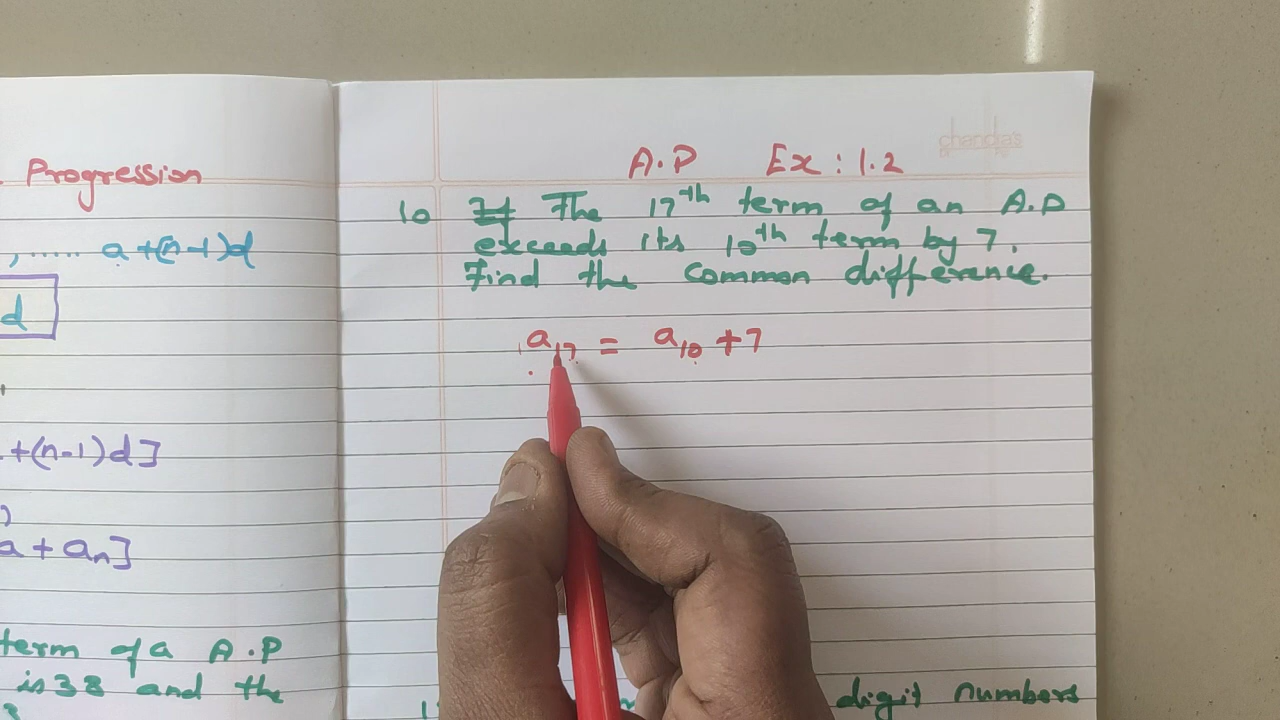 Progression
,..... a+(n-1)d
d
+(n-1)d]
a + an]
term of a A.P
is 38 and the
chandra's
A.P Ex : 1.2
10 If The 17th term of an A.P
exceeds its 10th term by 7.
Find the common difference.
a17 = a10 + 7
digit numbers